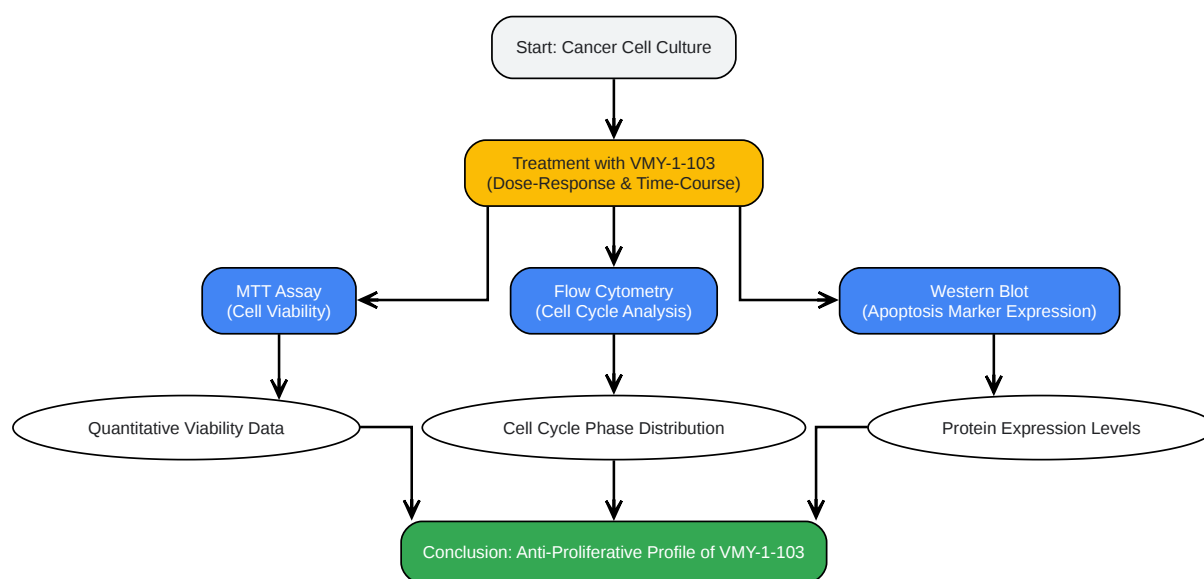 Start: Cancer Cell Culture
Treatment with VMY-1-103
(Dose-Response & Time-Course)
MTT Assay
(Cell Viability)
Flow Cytometry
(Cell Cycle Analysis)
Western Blot
(Apoptosis Marker Expression)
Quantitative Viability Data
Cell Cycle Phase Distribution
Protein Expression Levels
Conclusion: Anti-Proliferative Profile of VMY-1-103